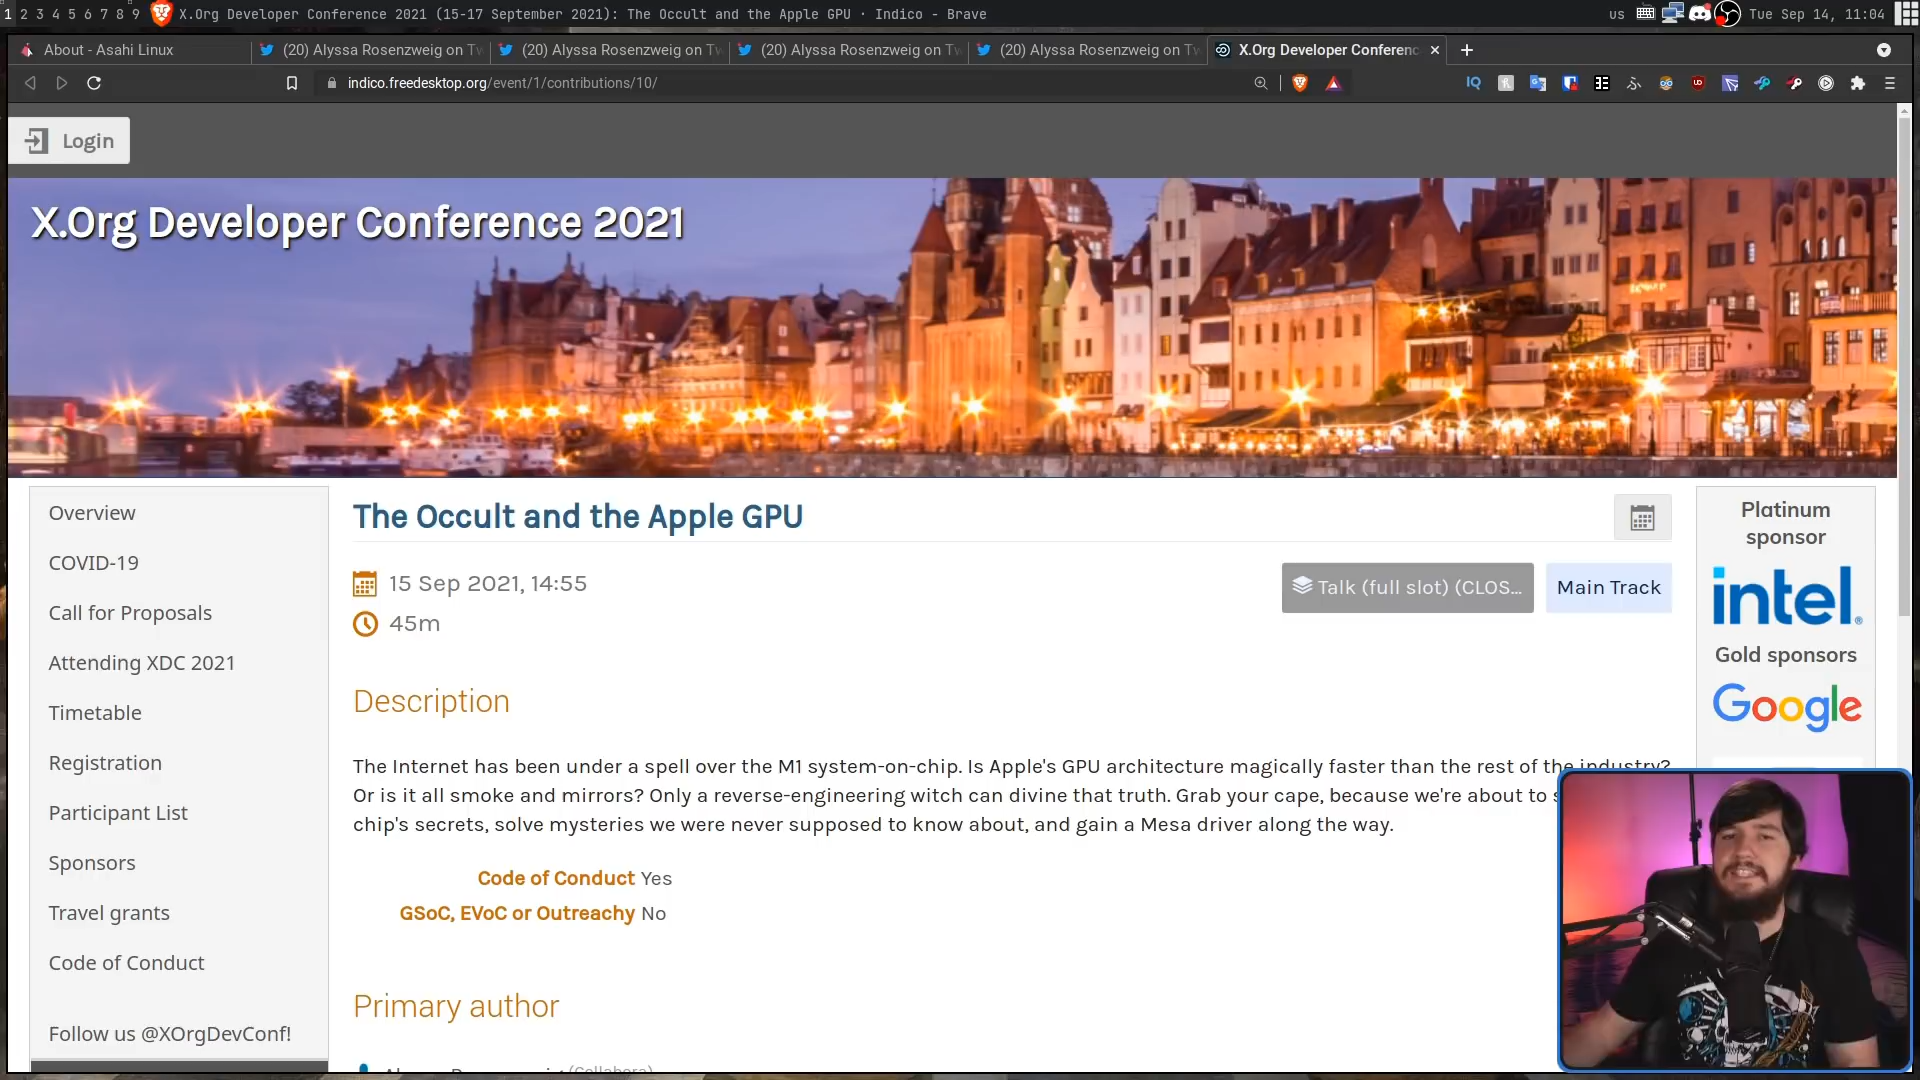 1 2 3 4 5 6 7 8 9 X.Org Developer Conference 2021 (15-17 September 2021): The Occult and the Apple GPU · Indico - Brave us Tue Sep 14, 11:04
About - Asahi Linux (20) Alyssa Rosenzweig on Tw (20) Alyssa Rosenzweig on Tw (20) Alyssa Rosenzweig on Tw (20) Alyssa Rosenzweig on Tw X.Org Developer Conferenc
indico.freedesktop.org/event/1/contributions/10/
Login
X.Org Developer Conference 2021
Overview
COVID-19
Call for Proposals
Attending XDC 2021
Timetable
Registration
Participant List
Sponsors
Travel grants
Code of Conduct
Follow us @XOrgDevConf!
The Occult and the Apple GPU
15 Sep 2021, 14:55
45m
Talk (full slot) (CLOS...
Main Track
Description
The Internet has been under a spell over the M1 system-on-chip. Is Apple's GPU architecture magically faster than the rest of the industry?
Or is it all smoke and mirrors? Only a reverse-engineering witch can divine that truth. Grab your cape, because we're about to s
chip's secrets, solve mysteries we were never supposed to know about, and gain a Mesa driver along the way.
Code of Conduct Yes
GSoC, EVoC or Outreachy No
Primary author
(Collabora)
Platinum
sponsor
intel
Gold sponsors
Google